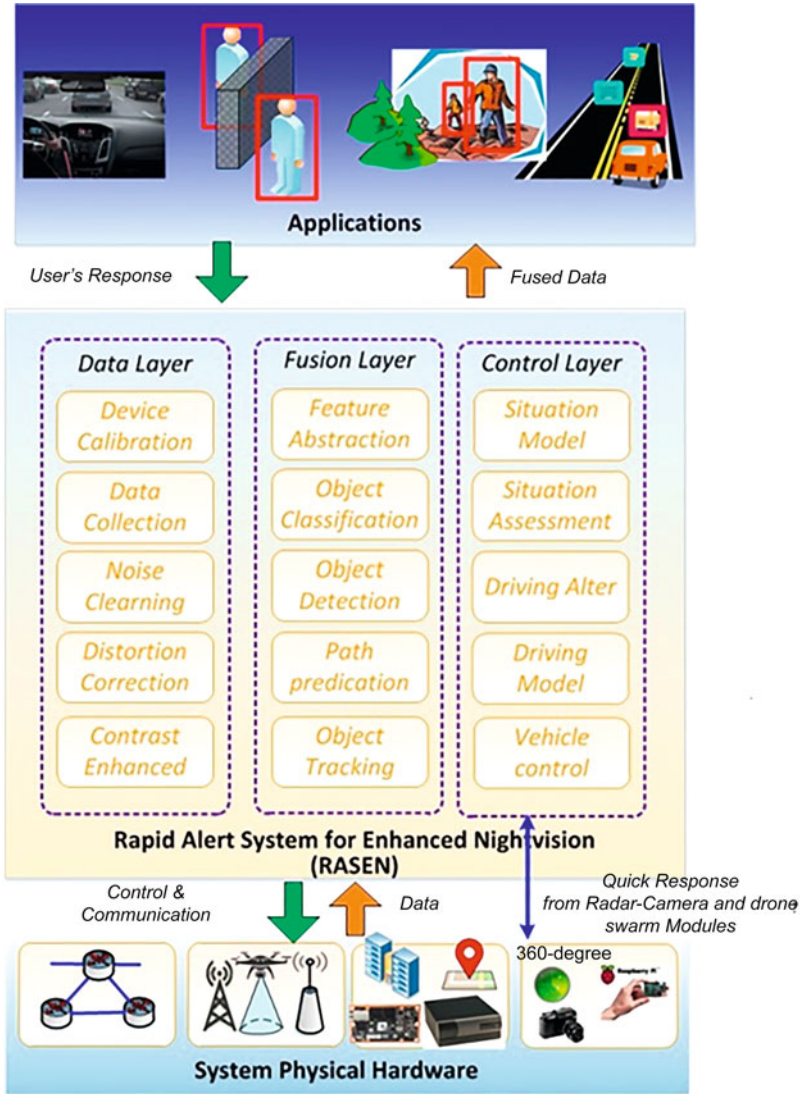 Applications
User's Response
Fused Data
Data Layer
Device
Calibration
Data
Collection
Noise
Clearning
Distortion
Correction
Contrast
Enhanced
Fusion Layer
Feature
Abstraction
Object
Classification
Object
Detection
Path
predication
Object
Tracking
Control Layer
Situation
Model
Situation
Assessment
Driving Alter
Driving
Model
Vehicle
control
Rapid Alert System for Enhanced Nightvision
(RASEN)
Control &
Communication
Data
Quick Response
from Radar-Camera and drone
swarm Modules
360-degree
Raspberry Pi
System Physical Hardware